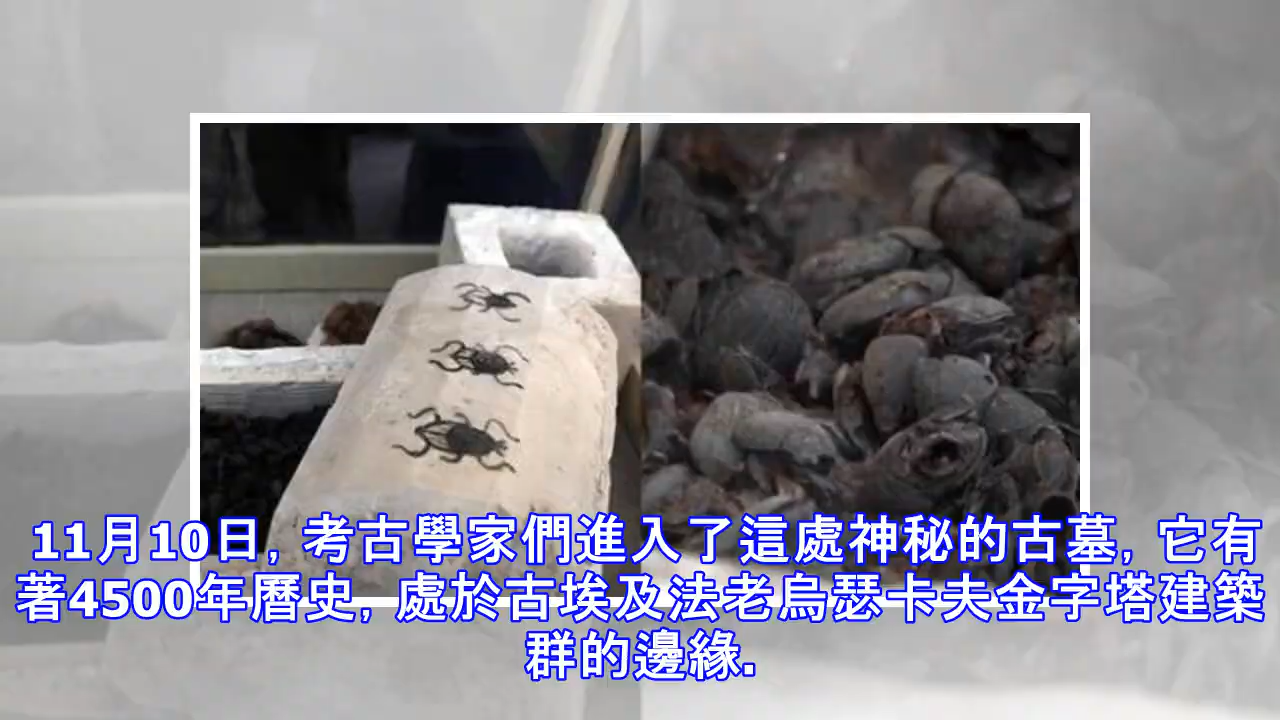 11月10日, 考古學家們進入了這處神秘的古墓, 它有
著4500年曆史, 處於古埃及法老烏瑟卡夫金字塔建築
群的邊緣.